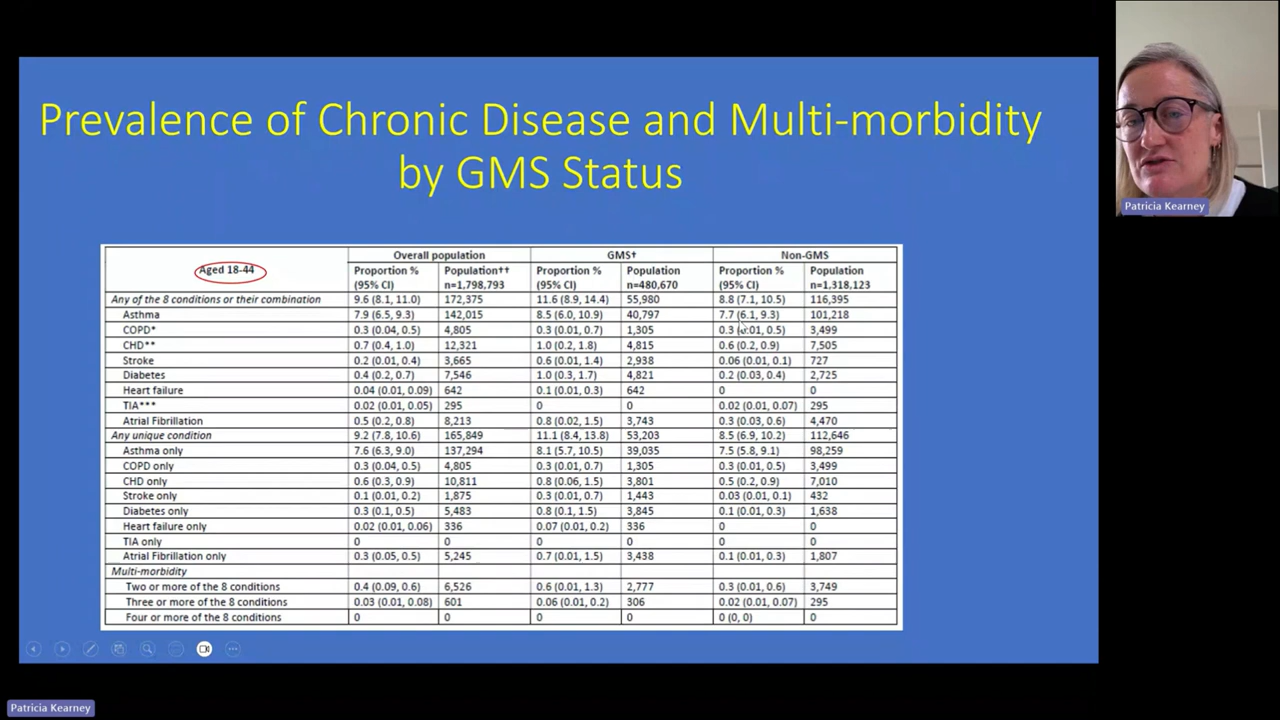 Prevalence of Chronic Disease and Multi-morbidity
by GMS Status
Patricia Kearney
Aged 18-44 Overall population GMS† Non-GMS
Proportion % (95% CI) Population†† n=1,798,793 Proportion % (95% CI) Population n=480,670 Proportion % (95% CI) Population n=1,318,123
Any of the 8 conditions or their combination 9.6 (8.1, 11.0) 172,375 11.6 (8.9, 14.4) 55,980 8.8 (7.1, 10.5) 116,395
Asthma 7.9 (6.5, 9.3) 142,015 8.5 (6.0, 10.9) 40,797 7.7 (6.1, 9.3) 101,218
COPD* 0.3 (0.04, 0.5) 4,805 0.3 (0.01, 0.7) 1,305 0.3 (0.01, 0.5) 3,499
CHD** 0.7 (0.4, 1.0) 12,321 1.0 (0.2, 1.8) 4,815 0.6 (0.2, 0.9) 7,505
Stroke 0.2 (0.01, 0.4) 3,665 0.6 (0.01, 1.4) 2,938 0.06 (0.01, 0.1) 727
Diabetes 0.4 (0.2, 0.7) 7,546 1.0 (0.3, 1.7) 4,821 0.2 (0.03, 0.4) 2,725
Heart failure 0.04 (0.01, 0.09) 642 0.1 (0.01, 0.3) 642 0 0
TIA*** 0.02 (0.01, 0.05) 295 0 0 0.02 (0.01, 0.07) 295
Atrial Fibrillation 0.5 (0.2, 0.8) 8,213 0.8 (0.02, 1.5) 3,743 0.3 (0.03, 0.6) 4,470
Any unique condition 9.2 (7.8, 10.6) 165,849 11.1 (8.4, 13.8) 53,203 8.5 (6.9, 10.2) 112,646
Asthma only 7.6 (6.3, 9.0) 137,294 8.1 (5.7, 10.5) 39,035 7.5 (5.8, 9.1) 98,259
COPD only 0.3 (0.04, 0.5) 4,805 0.3 (0.01, 0.7) 1,305 0.3 (0.01, 0.5) 3,499
CHD only 0.6 (0.3, 0.9) 10,811 0.8 (0.06, 1.5) 3,801 0.5 (0.2, 0.9) 7,010
Stroke only 0.1 (0.01, 0.2) 1,875 0.3 (0.01, 0.7) 1,443 0.03 (0.01, 0.1) 432
Diabetes only 0.3 (0.1, 0.5) 5,483 0.8 (0.1, 1.5) 3,845 0.1 (0.01, 0.3) 1,638
Heart failure only 0.02 (0.01, 0.06) 336 0.07 (0.01, 0.2) 336 0 0
TIA only 0 0 0 0 0 0
Atrial Fibrillation only 0.3 (0.05, 0.5) 5,245 0.7 (0.01, 1.5) 3,438 0.1 (0.01, 0.3) 1,807
Multi-morbidity
Two or more of the 8 conditions 0.4 (0.09, 0.6) 6,526 0.6 (0.01, 1.3) 2,777 0.3 (0.01, 0.6) 3,749
Three or more of the 8 conditions 0.03 (0.01, 0.08) 601 0.06 (0.01, 0.2) 306 0.02 (0.01, 0.07) 295
Four or more of the 8 conditions 0 0 0 0 0 (0, 0) 0
Patricia Kearney